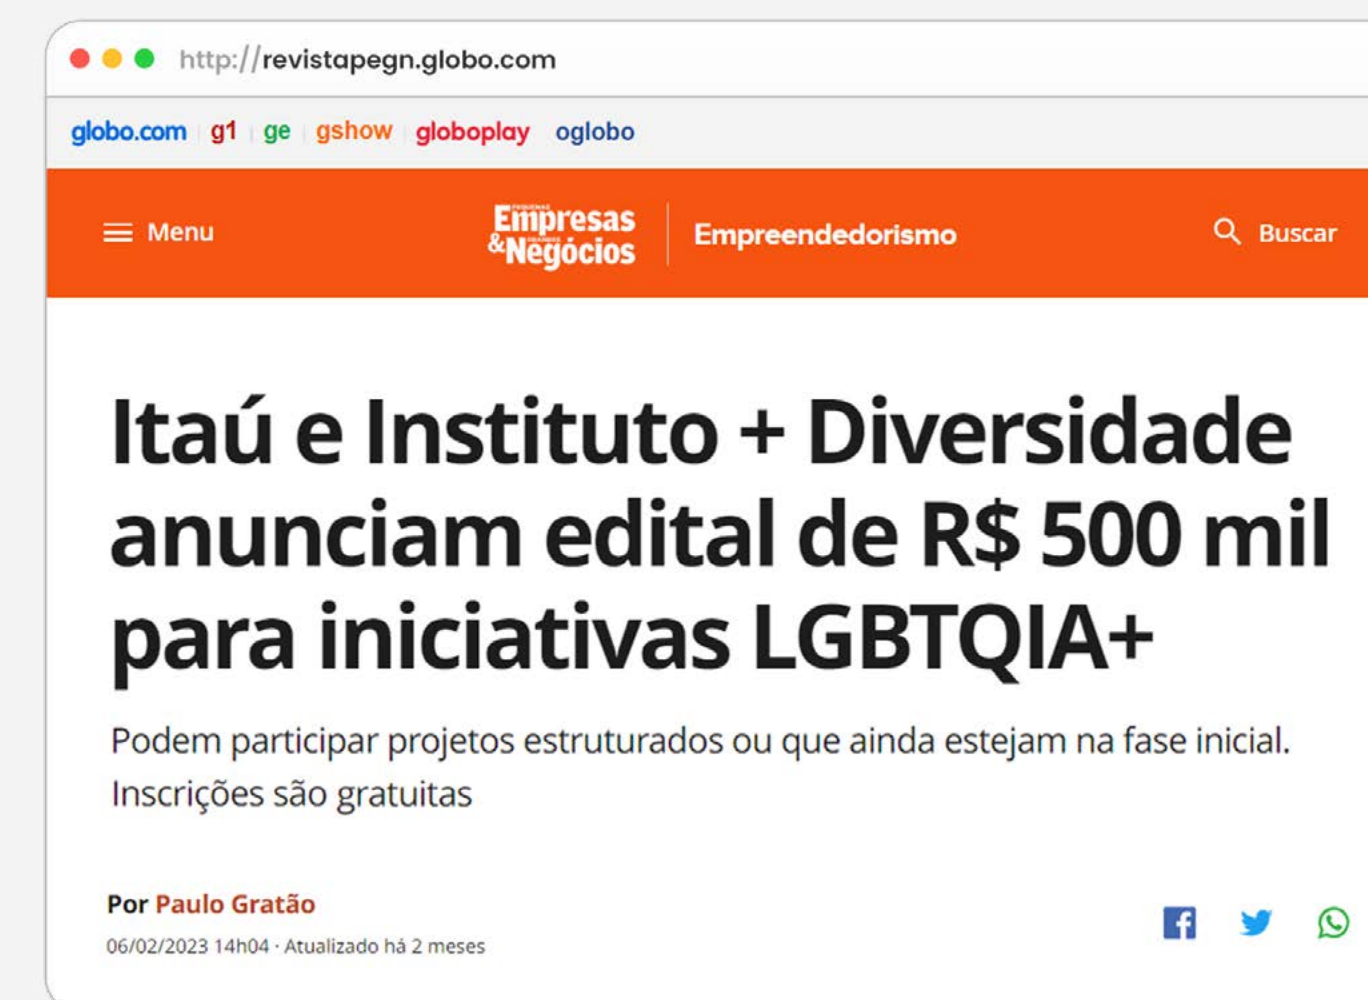 http://revistapegn.globo.com
globo.com g1 ge gshow globoplay oglobo
Menu
PEQUENAS
Empresas
GRANDES
&Negócios
Empreendedorismo
Buscar
Itaú e Instituto + Diversidade
anunciam edital de R$ 500 mil
para iniciativas LGBTQIA+
Podem participar projetos estruturados ou que ainda estejam na fase inicial.
Inscrições são gratuitas
Por Paulo Gratão
06/02/2023 14h04 · Atualizado há 2 meses